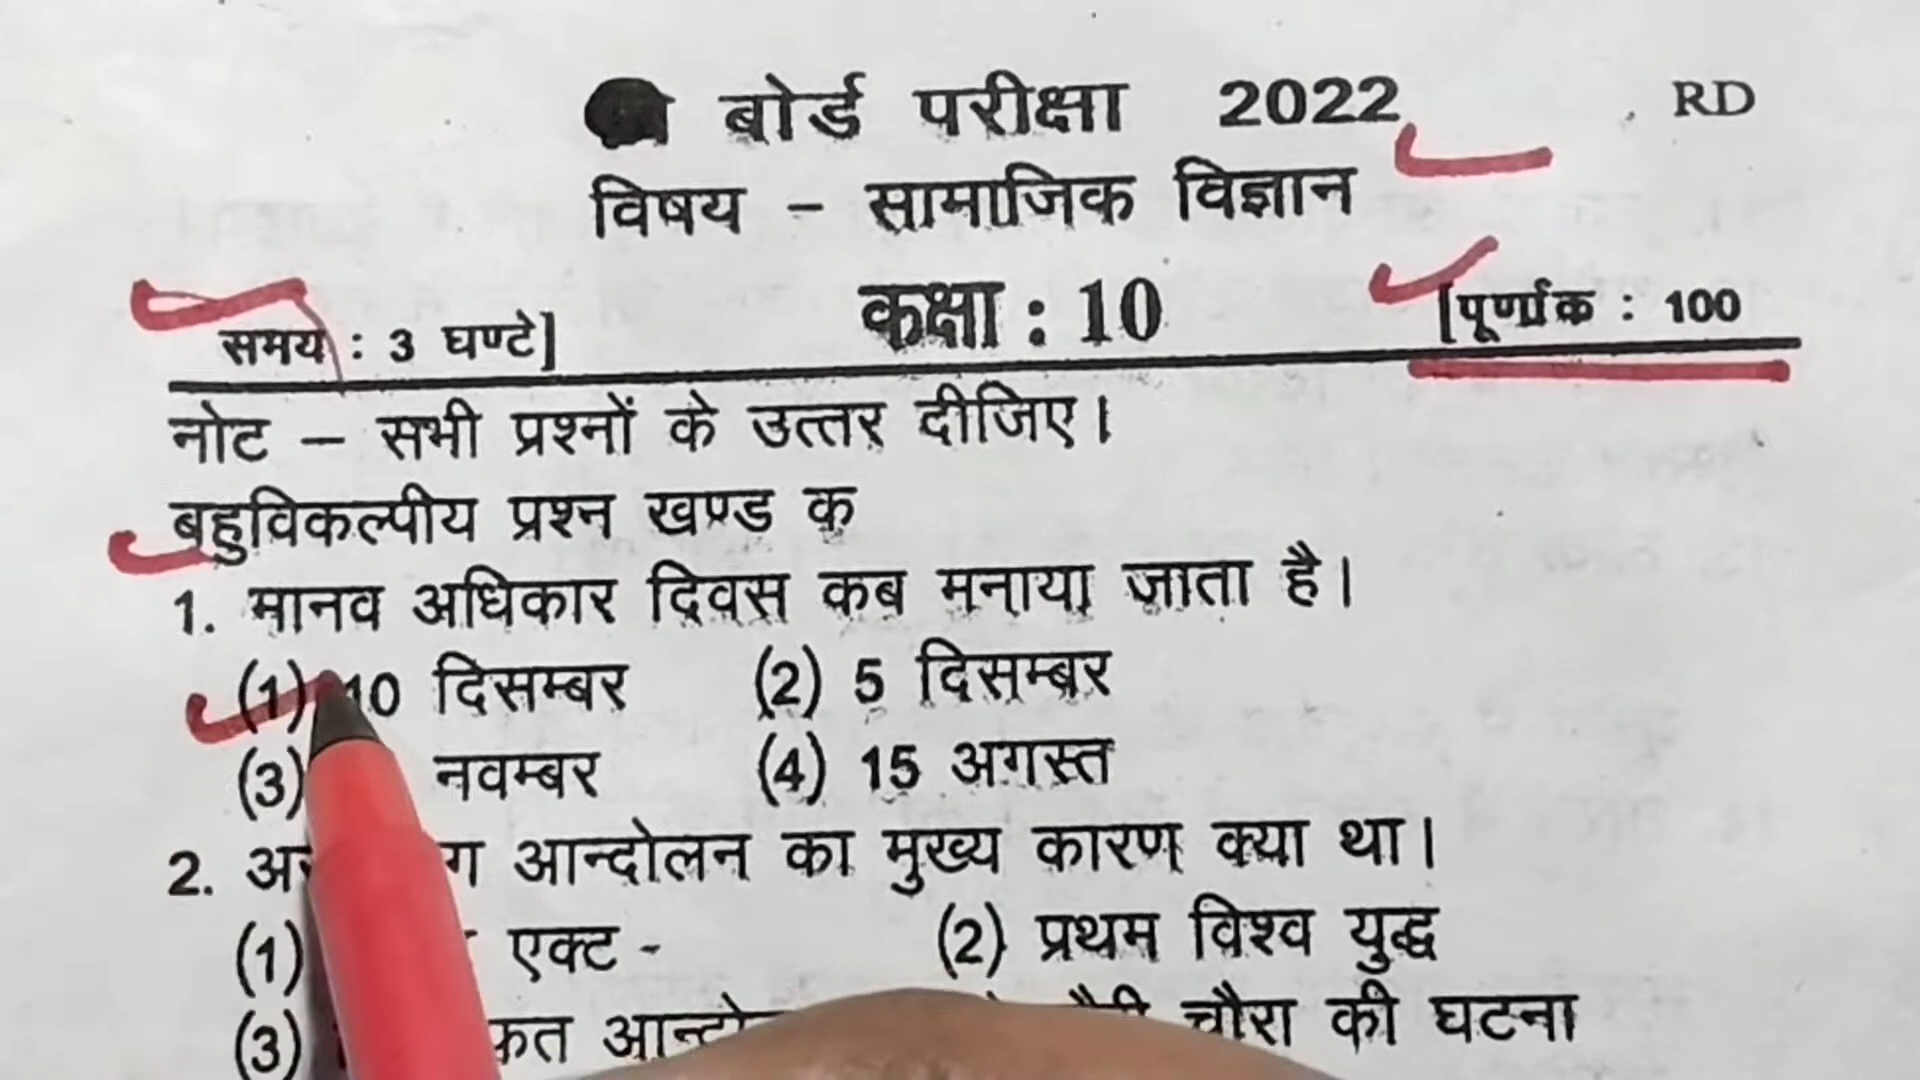 बोर्ड परीक्षा 2022
RD
विषय - सामाजिक विज्ञान
कक्षा : 10
समय : 3 घण्टे]
[पूर्णांक : 100
नोट – सभी प्रश्नों के उत्तर दीजिए।
बहुविकल्पीय प्रश्न खण्ड क
1. मानव अधिकार दिवस कब मनाया जाता है।
(1) 10 दिसम्बर (2) 5 दिसम्बर
(3) नवम्बर (4) 15 अगस्त
2. आन्दोलन का मुख्य कारण क्या था।
(1) एक्ट - (2) प्रथम विश्व युद्ध
(3) चौरा की घटना